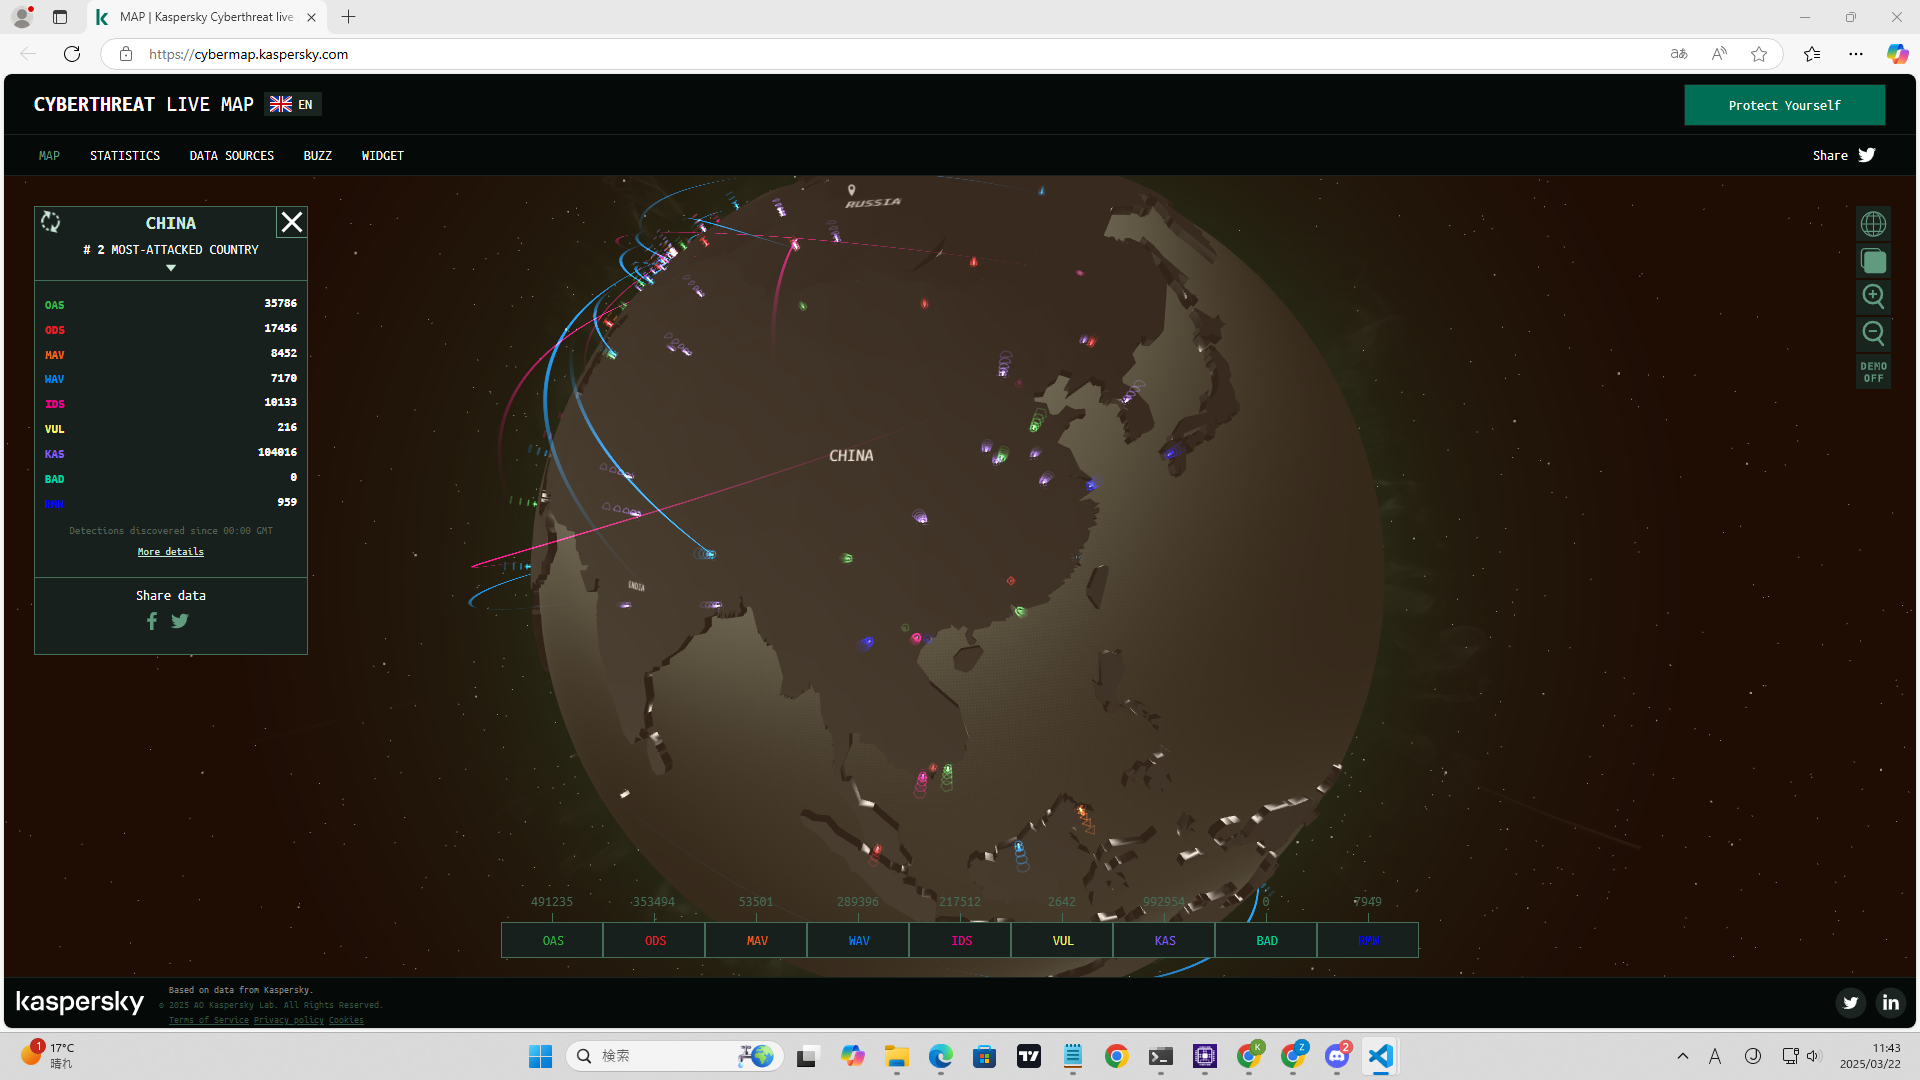 MAP | Kaspersky Cyberthreat live
https://cybermap.kaspersky.com
CYBERTHREAT LIVE MAP EN
Protect Yourself
MAP STATISTICS DATA SOURCES BUZZ WIDGET
Share
CHINA
# 2 MOST-ATTACKED COUNTRY
OAS 35786
ODS 17456
MAV 8452
WAV 7170
IDS 10133
VUL 216
KAS 104016
BAD 0
RMW 959
Detections discovered since 00:00 GMT
More details
Share data
RUSSIA
CHINA
INDIA
DEMO
OFF
491235 353494 53501 289396 217512 2642 992954 0 7949
OAS ODS MAV WAV IDS VUL KAS BAD RMW
kaspersky
Based on data from Kaspersky.
© 2025 AO Kaspersky Lab. All Rights Reserved.
Terms of Service Privacy policy Cookies
1
17°C
晴れ
検索
K
Z
2
A
11:43
2025/03/22